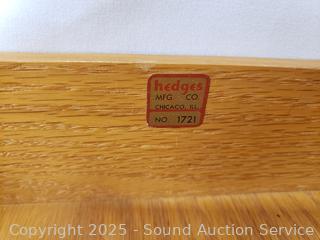 hedges
MFG. CO.
CHICAGO, ILL.
NO. 1721
Copyright 2025 - Sound Auction Service